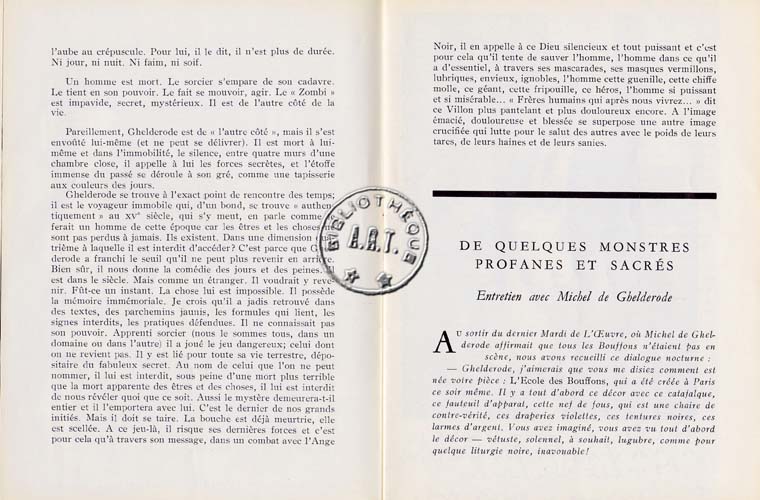 l'aube au crépuscule. Pour lui, il le dit, il n'est plus de durée.
Ni jour, ni nuit. Ni faim, ni soif.
Un homme est mort. Le sorcier s'empare de son cadavre.
Le tient en son pouvoir. Le fait se mouvoir, agir. Le « Zombi »
est impavide, secret, mystérieux. Il est de l'autre côté de la
vie.
Pareillement, Ghelderode est de « l'autre côté », mais il s'est
envoûté lui-même (et ne peut se délivrer). Il est mort à lui-
même et dans l'immobilité, le silence, entre quatre murs d'une
chambre close, il appelle à lui les forces secrètes, et l'étoffe
immense du passé se déroule à son gré, comme une tapisserie
aux couleurs des jours.
Ghelderode se trouve à l'exact point de rencontre des temps;
il est le voyageur immobile qui, d'un bond, se trouve « authen-
tiquement » au XVe siècle, qui s'y meut, en parle comme
ferait un homme de cette époque car les êtres et les choses ne
sont pas perdus à jamais. Ils existent. Dans une dimension
trième à laquelle il est interdit d'accéder? C'est parce que
derode a franchi le seuil qu'il ne peut plus revenir en arrière.
Bien sûr, il nous donne la comédie des jours et des peines. Il
est dans le siècle. Mais comme un étranger. Il voudrait y reve-
nir. Fût-ce un instant. La chose lui est impossible. Il possède
la mémoire immémoriale. Je crois qu'il a jadis retrouvé dans
des textes, des parchemins jaunis, les formules qui lient, les
signes interdits, les pratiques défendues. Il ne connaissait pas
son pouvoir. Apprenti sorcier (nous le sommes tous, dans un
domaine ou dans l'autre) il a joué le jeu dangereux; celui dont
on ne revient pas. Il y est lié pour toute sa vie terrestre, dépo-
sitaire du fabuleux secret. Au nom de celui que l'on ne peut
nommer, il lui est interdit, sous peine d'une mort plus terrible
que la mort apparente des êtres et des choses, il lui est interdit
de nous révéler quoi que ce soit. Aussi le mystère demeurera-t-il
entier et il l'emportera avec lui. C'est le dernier de nos grands
initiés. Mais il doit se taire. La bouche est déjà meurtrie, elle
est scellée. A ce jeu-là, il risque ses dernières forces et c'est
pour cela qu'à travers son message, dans un combat avec l'Ange
BIBLIOTHÈQUE
A.R.T.
Noir, il en appelle à ce Dieu silencieux et tout puissant et c'est
pour cela qu'il tente de sauver l'homme, l'homme dans ce qu'il
a d'essentiel, à travers ses mascarades, ses masques vermillons,
lubriques, envieux, ignobles, l'homme cette guenille, cette chiffe
molle, ce géant, cette fripouille, ce héros, l'homme si puissant
et si misérable... « Frères humains qui après nous vivrez... » dit
ce Villon plus pantelant et plus douloureux encore. A l'image
émacié, douloureuse et blessée se superpose une autre image
crucifiée qui lutte pour le salut des autres avec le poids de leurs
tares, de leurs haines et de leurs sanies.
DE QUELQUES MONSTRES
PROFANES ET SACRÉS
Entretien avec Michel de Ghelderode
AU sortir du dernier Mardi de L'Œuvre, où Michel de Ghel-
derode affirmait que tous les Bouffons n'étaient pas en
scène, nous avons recueilli ce dialogue nocturne :
— Ghelderode, j'aimerais que vous me disiez comment est
née votre pièce : L'Ecole des Bouffons, qui a été créée à Paris
ce soir même. Il y a tout d'abord ce décor avec ce catafalque,
ce fauteuil d'apparat, cette nef de fous, qui est une chaire de
contre-vérité, ces draperies violettes, ces tentures noires, ces
larmes d'argent. Vous avez imaginé, vous avez vu tout d'abord
le décor — vétuste, solennel, à souhait, lugubre, comme pour
quelque liturgie noire, inavouable!